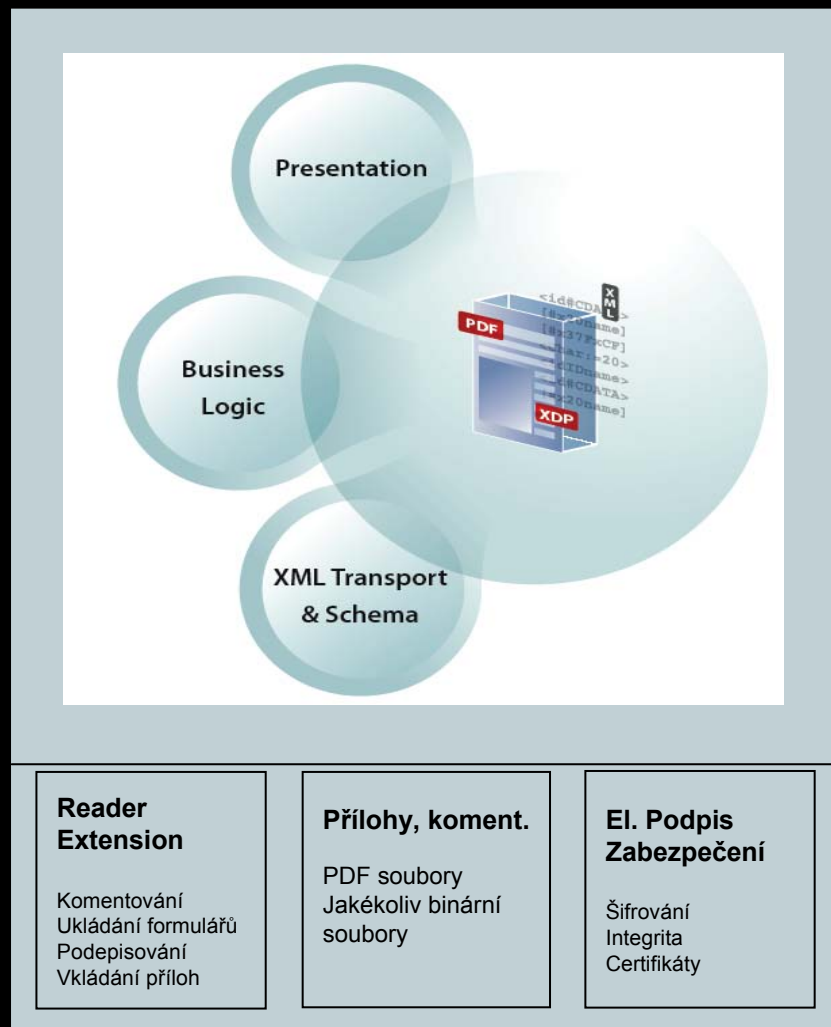 Presentation
Business
Logic
XML Transport
& Schema
PDF
XML
XDP
[#x37FxCF]
Reader
Extension
Komentování
Ukládání formulářů
Podepisování
Vkládání příloh
Přílohy, koment.
PDF soubory
Jakékoliv binární
soubory
El. Podpis
Zabezpečení
Šifrování
Integrita
Certifikáty